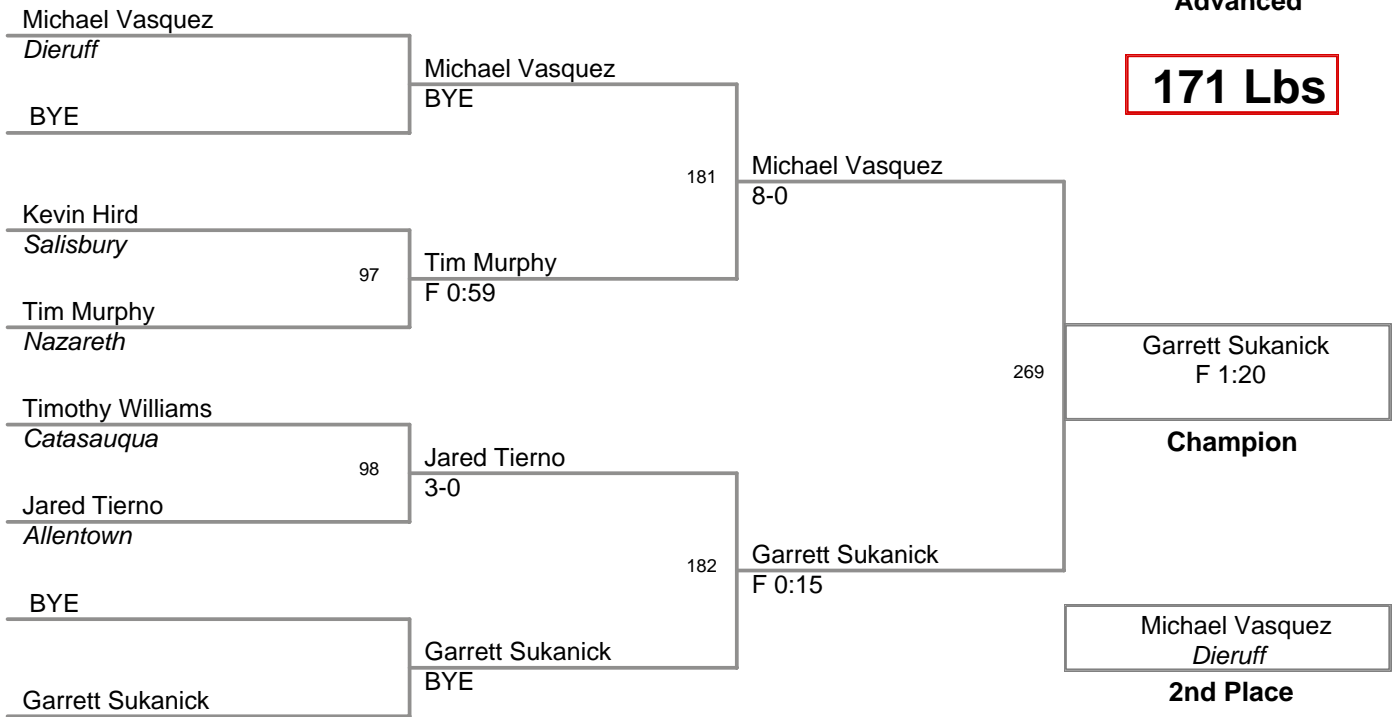 Advanced
171 Lbs
Michael Vasquez
Dieruff
BYE
Kevin Hird
Salisbury
97
Tim Murphy
Nazareth
Timothy Williams
Catasauqua
98
Jared Tierno
Allentown
BYE
Garrett Sukanick
Michael Vasquez
BYE
181
Tim Murphy
F 0:59
Jared Tierno
3-0
182
Garrett Sukanick
BYE
Michael Vasquez
8-0
269
Garrett Sukanick
F 0:15
Garrett Sukanick
F 1:20
Champion
Michael Vasquez
Dieruff
2nd Place